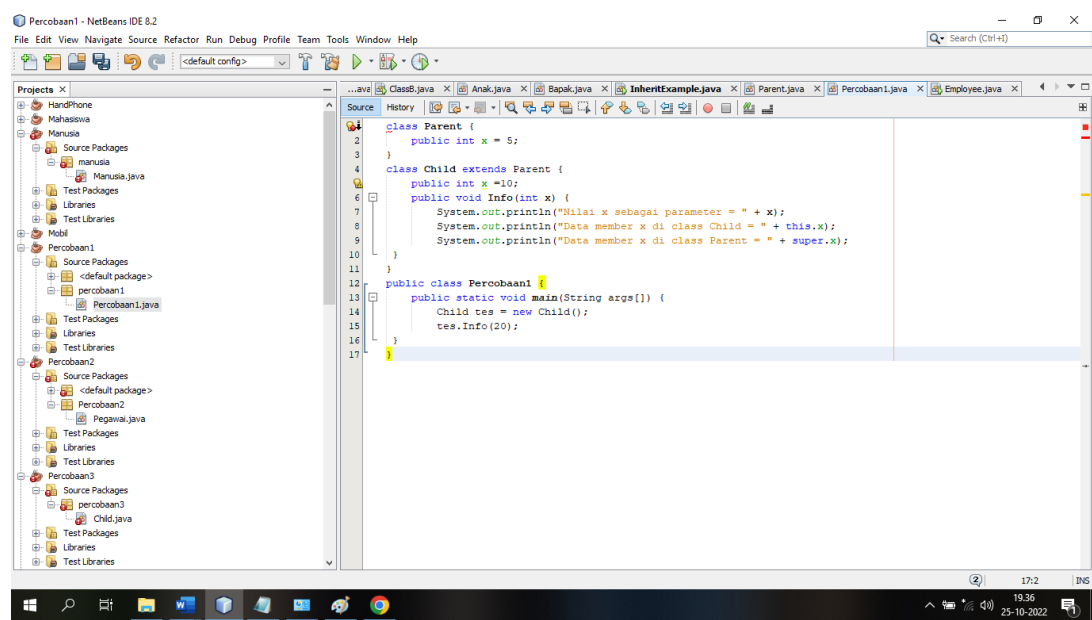 Percobaan1 - NetBeans IDE 8.2
File Edit View Navigate Source Refactor Run Debug Profile Team Tools Window Help
Search (Ctrl+I)
<default config>
Projects
HandPhone
Mahasiswa
Manusia
Source Packages
manusia
Manusia.java
Test Packages
Libraries
Test Libraries
Mobil
Percobaan1
Source Packages
<default package>
percobaan1
Percobaan1.java
Test Packages
Libraries
Test Libraries
Percobaan2
Source Packages
<default package>
Percobaan2
Pegawai.java
Test Packages
Libraries
Test Libraries
Percobaan3
Source Packages
percobaan3
Child.java
Test Packages
Libraries
Test Libraries
...ava ClassB.java Anak.java Bapak.java InheritExample.java Parent.java Percobaan1.java Employee.java
Source History
class Parent {
2 public int x = 5;
3 }
4 class Child extends Parent {
public int x =10;
6 public void Info(int x) {
7 System.out.println("Nilai x sebagai parameter = " + x);
8 System.out.println("Data member x di class Child = " + this.x);
9 System.out.println("Data member x di class Parent = " + super.x);
10 }
11 }
12 public class Percobaan1 {
13 public static void main(String args[]) {
14 Child tes = new Child();
15 tes.Info(20);
16 }
17 }
2 17:2 INS
19.36
25-10-2022